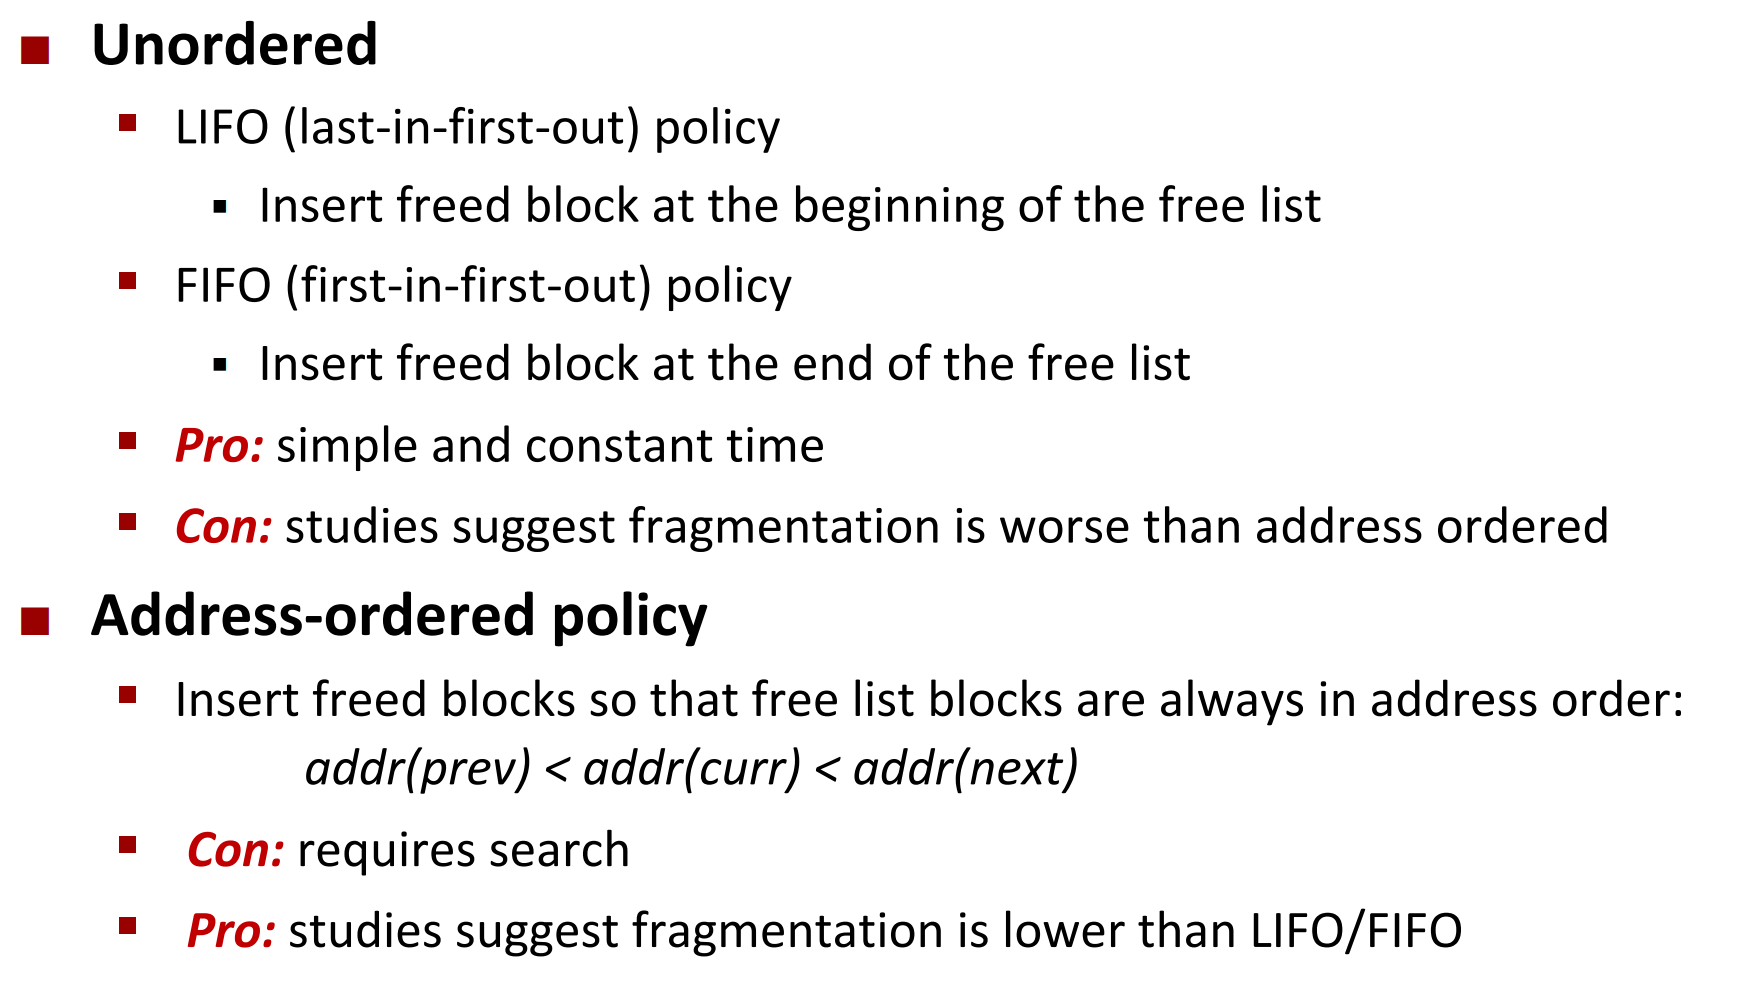 Unordered
LIFO (last-in-first-out) policy
Insert freed block at the beginning of the free list
FIFO (first-in-first-out) policy
Insert freed block at the end of the free list
Pro: simple and constant time
Con: studies suggest fragmentation is worse than address ordered
Address-ordered policy
Insert freed blocks so that free list blocks are always in address order:
addr(prev) < addr(curr) < addr(next)
Con: requires search
Pro: studies suggest fragmentation is lower than LIFO/FIFO